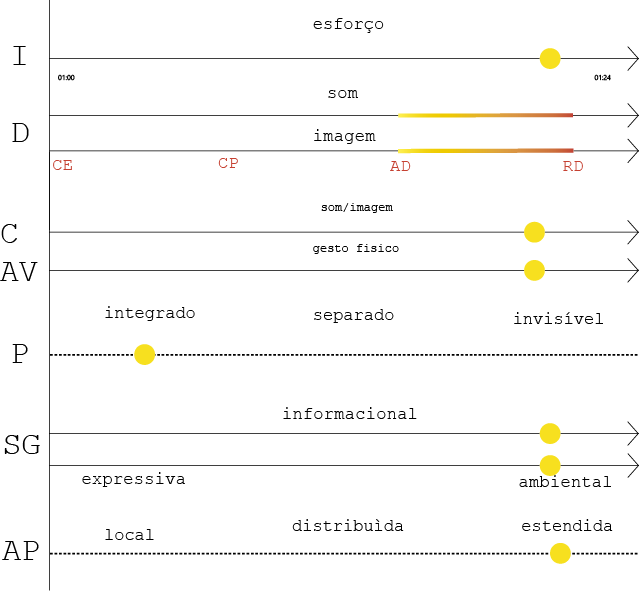 esforço
I
01:00 01:24
som
D
imagem
CE CP AD RD
som/imagem
C
gesto fisico
AV
integrado separado invisível
P
informacional
SG
expressiva ambiental
local distribuìda estendida
AP